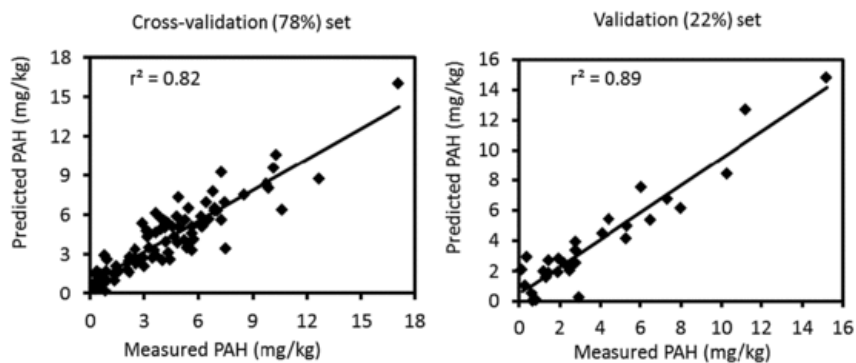 Cross-validation (78%) set
r² = 0.82
Predicted PAH (mg/kg)
18
15
12
9
6
3
0
0 3 6 9 12 15 18
Measured PAH (mg/kg)
Validation (22%) set
r² = 0.89
Predicted PAH (mg/kg)
16
14
12
10
8
6
4
2
0
0 2 4 6 8 10 12 14 16
Measured PAH (mg/kg)